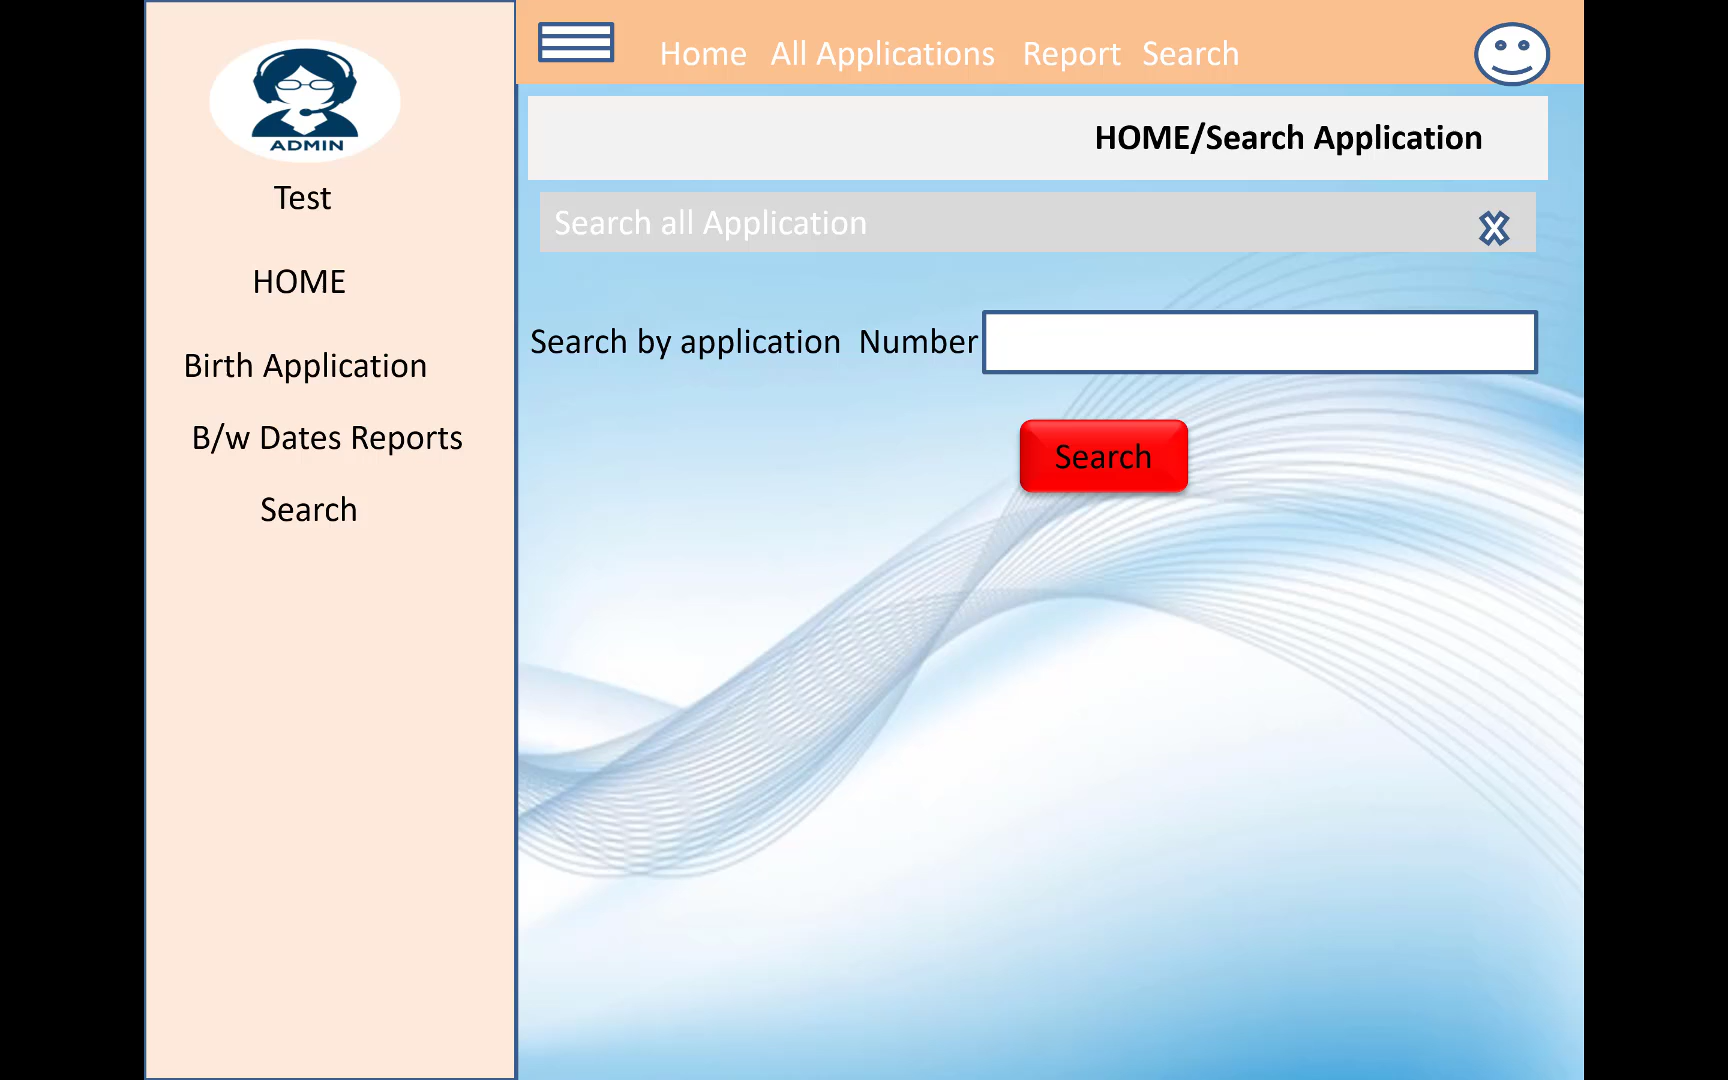 ADMIN
Test
HOME
Birth Application
B/w Dates Reports
Search
Home All Applications Report Search
HOME/Search Application
Search all Application
Search by application Number
Search